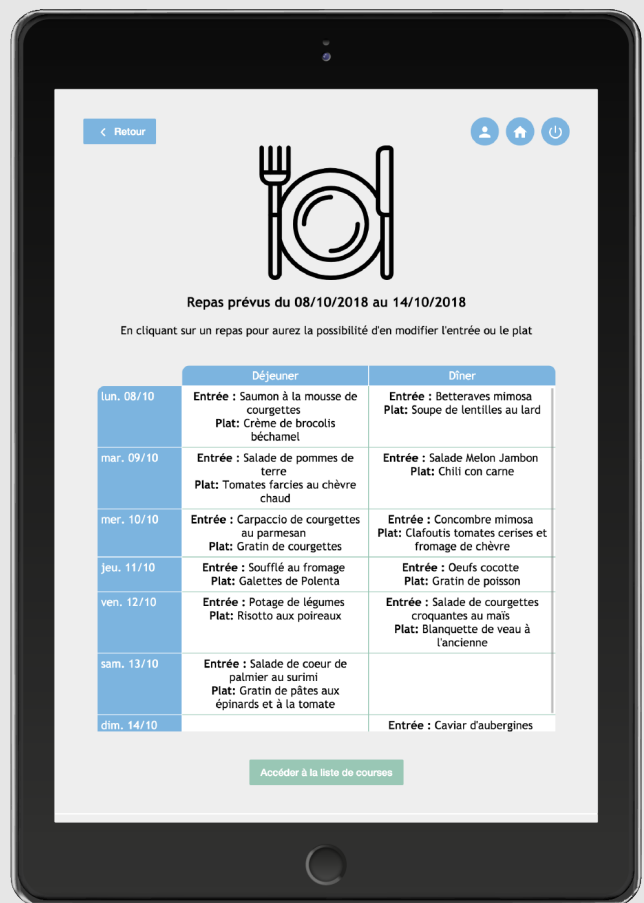 Retour
Repas prévus du 08/10/2018 au 14/10/2018
En cliquant sur un repas pour aurez la possibilité d'en modifier l'entrée ou le plat
Déjeuner
Dîner
lun. 08/10
Entrée : Saumon à la mousse de
courgettes
Plat: Crème de brocolis
béchamel
Entrée : Betteraves mimosa
Plat: Soupe de lentilles au lard
mar. 09/10
Entrée : Salade de pommes de
terre
Plat: Tomates farcies au chèvre
chaud
Entrée : Salade Melon Jambon
Plat: Chili con carne
mer. 10/10
Entrée : Carpaccio de courgettes
au parmesan
Plat: Gratin de courgettes
Entrée : Concombre mimosa
Plat: Clafoutis tomates cerises et
fromage de chèvre
jeu. 11/10
Entrée : Soufflé au fromage
Plat: Galettes de Polenta
Entrée : Oeufs cocotte
Plat: Gratin de poisson
ven. 12/10
Entrée : Potage de légumes
Plat: Risotto aux poireaux
Entrée : Salade de courgettes
croquantes au maïs
Plat: Blanquette de veau à
l'ancienne
sam. 13/10
Entrée : Salade de coeur de
palmier au surimi
Plat: Gratin de pâtes aux
épinards et à la tomate
dim. 14/10
Entrée : Caviar d'aubergines
Accéder à la liste de courses